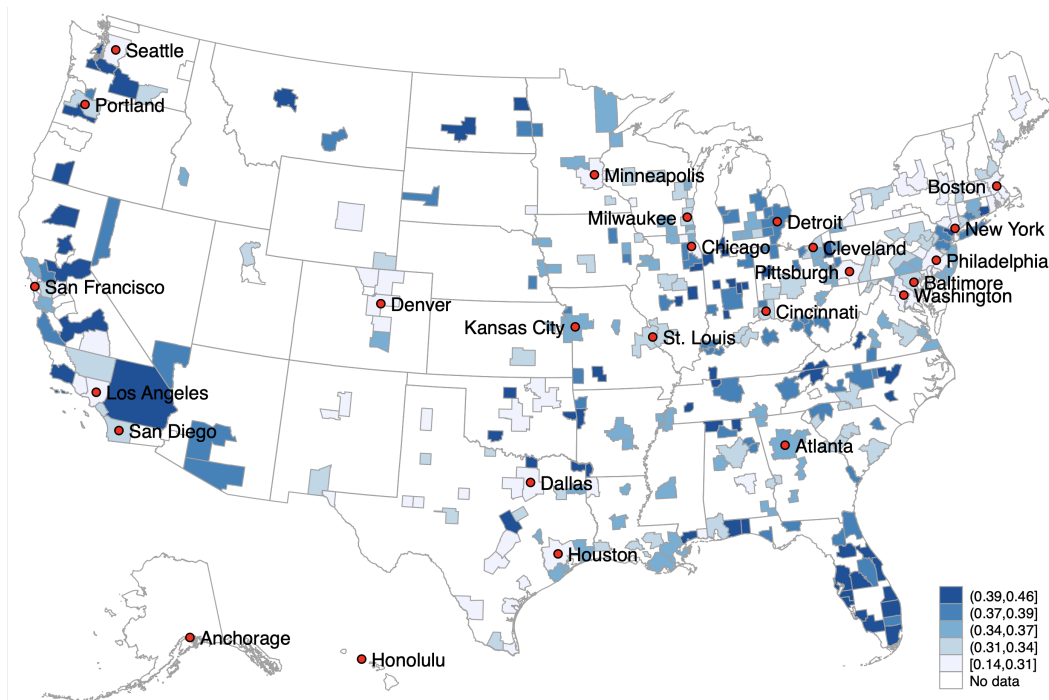 Seattle
Portland
Minneapolis
Boston
Milwaukee
Detroit
New York
Chicago
Cleveland
Philadelphia
Pittsburgh
Baltimore
San Francisco
Washington
Denver
Cincinnati
Kansas City
St. Louis
Los Angeles
San Diego
Atlanta
Dallas
Houston
Anchorage
Honolulu
(0.39,0.46]
(0.37,0.39]
(0.34,0.37]
(0.31,0.34]
[0.14,0.31]
No data